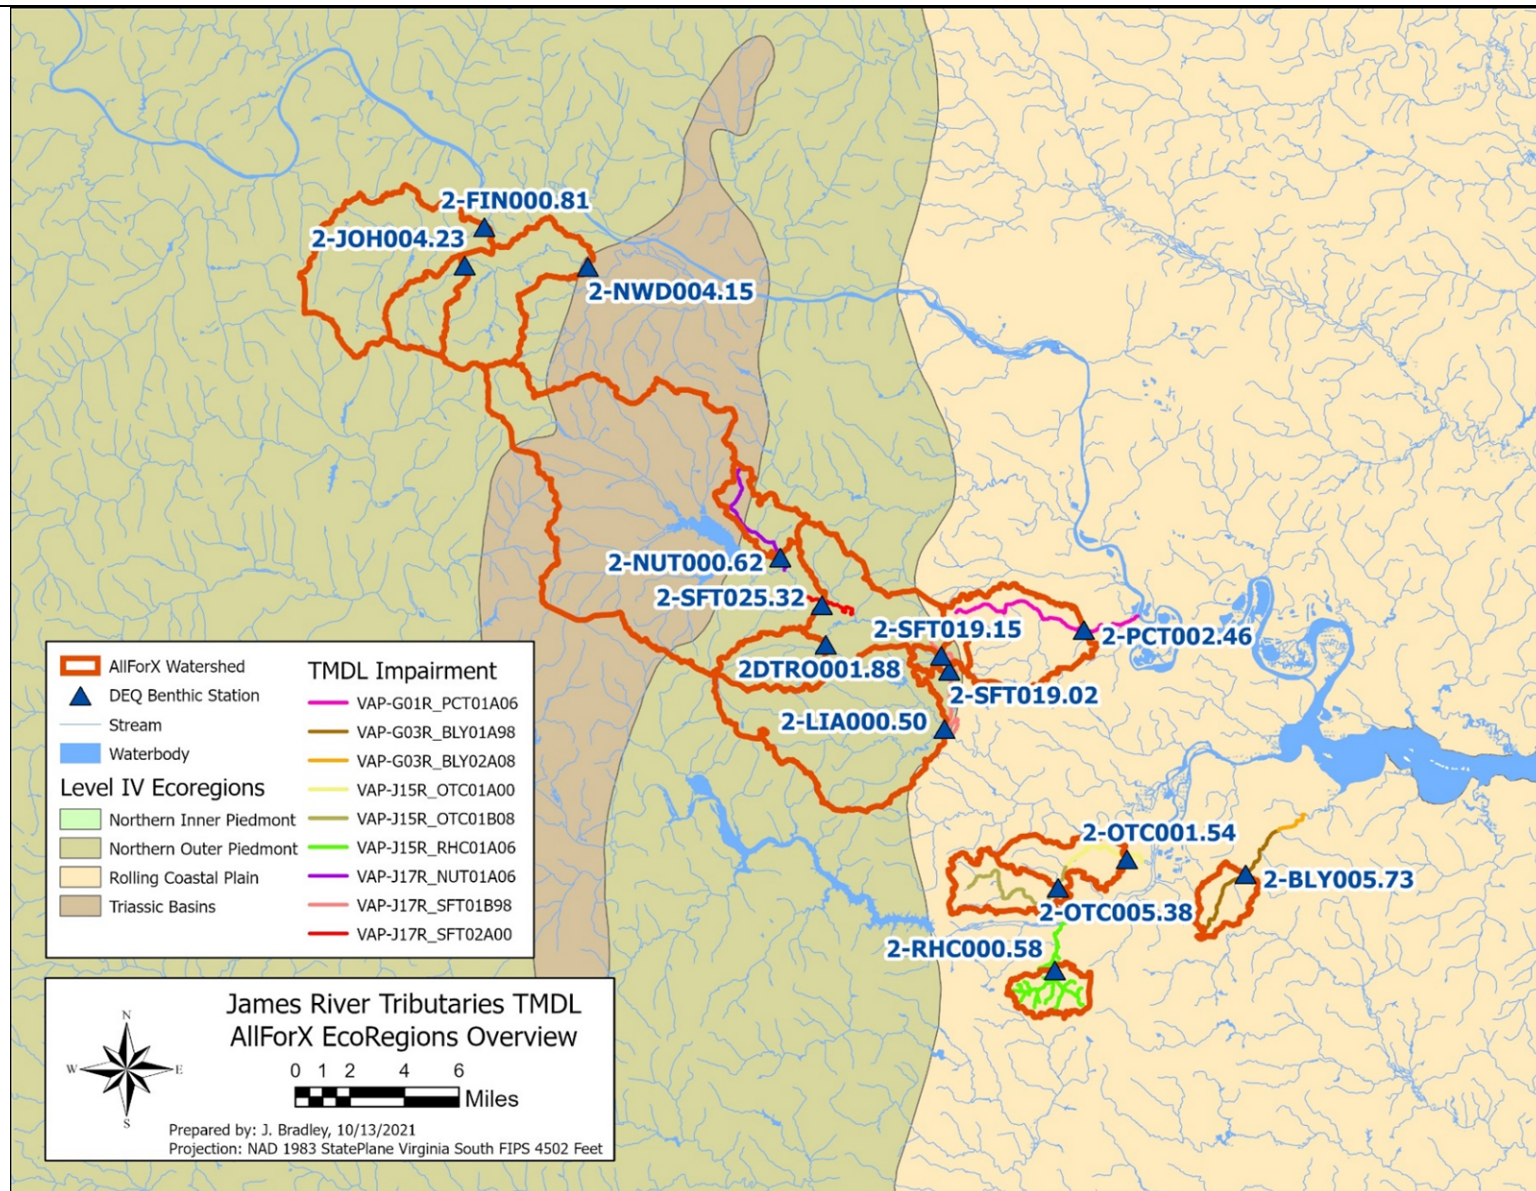 2-FIN000.81
2-JOH004.23
2-NWD004.15
2-NUT000.62
2-SFT025.32
2-SFT019.15
2-PCT002.46
2DTRO001.88
2-SFT019.02
2-LIA000.50
2-OTC001.54
2-BLY005.73
2-OTC005.38
2-RHC000.58
AllForX Watershed
DEQ Benthic Station
Stream
Waterbody
Level IV Ecoregions
Northern Inner Piedmont
Northern Outer Piedmont
Rolling Coastal Plain
Triassic Basins
TMDL Impairment
VAP-G01R_PCT01A06
VAP-G03R_BLY01A98
VAP-G03R_BLY02A08
VAP-J15R_OTC01A00
VAP-J15R_OTC01B08
VAP-J15R_RHC01A06
VAP-J17R_NUT01A06
VAP-J17R_SFT01B98
VAP-J17R_SFT02A00
James River Tributaries TMDL
AllForX EcoRegions Overview
N
W E
S
0 1 2 4 6
Miles
Prepared by: J. Bradley, 10/13/2021
Projection: NAD 1983 StatePlane Virginia South FIPS 4502 Feet